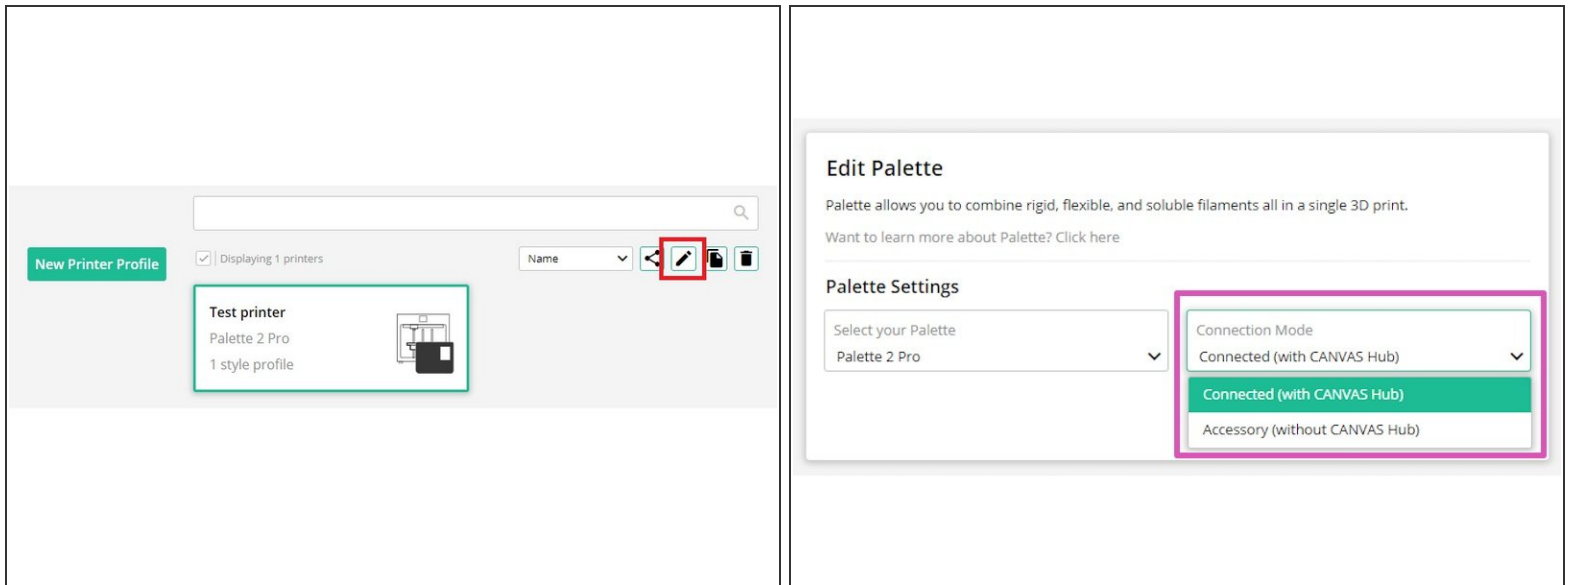 New Printer Profile
Displaying 1 printers
Name
Test printer
Palette 2 Pro
1 style profile
Edit Palette
Palette allows you to combine rigid, flexible, and soluble filaments all in a single 3D print.
Want to learn more about Palette? Click here
Palette Settings
Select your Palette
Palette 2 Pro
Connection Mode
Connected (with CANVAS Hub)
Connected (with CANVAS Hub)
Accessory (without CANVAS Hub)